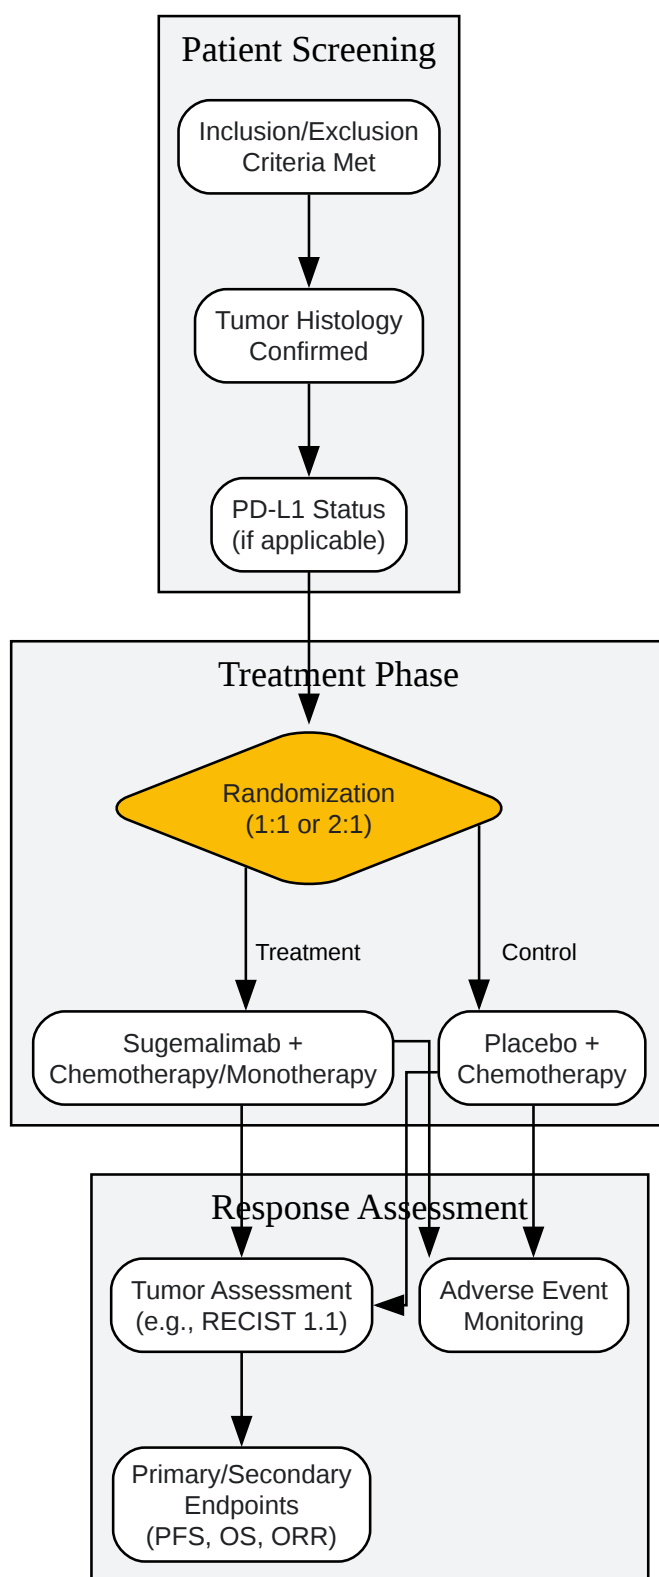 Patient Screening
Inclusion/Exclusion
Criteria Met
Tumor Histology
Confirmed
PD-L1 Status
(if applicable)
Treatment Phase
Randomization
(1:1 or 2:1)
Treatment
Control
Sugemalimab +
Chemotherapy/Monotherapy
Placebo +
Chemotherapy
Response Assessment
Tumor Assessment
(e.g., RECIST 1.1)
Adverse Event
Monitoring
Primary/Secondary
Endpoints
(PFS, OS, ORR)